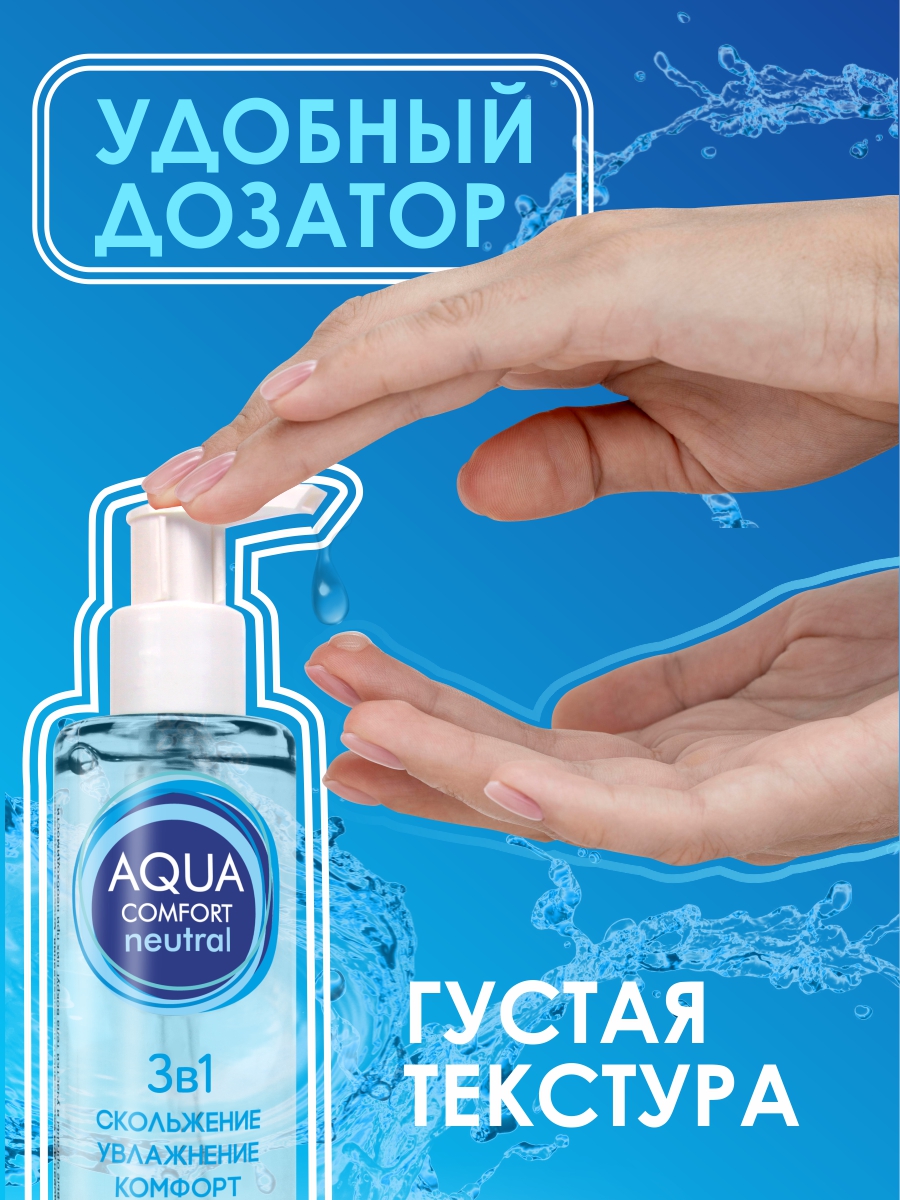 УДОБНЫЙ
ДОЗАТОР
AQUA
COMFORT
neutral
3в1
СКОЛЬЖЕНИЕ
УВЛАЖНЕНИЕ
КОМФОРТ
ГУСТАЯ
ТЕКСТУРА